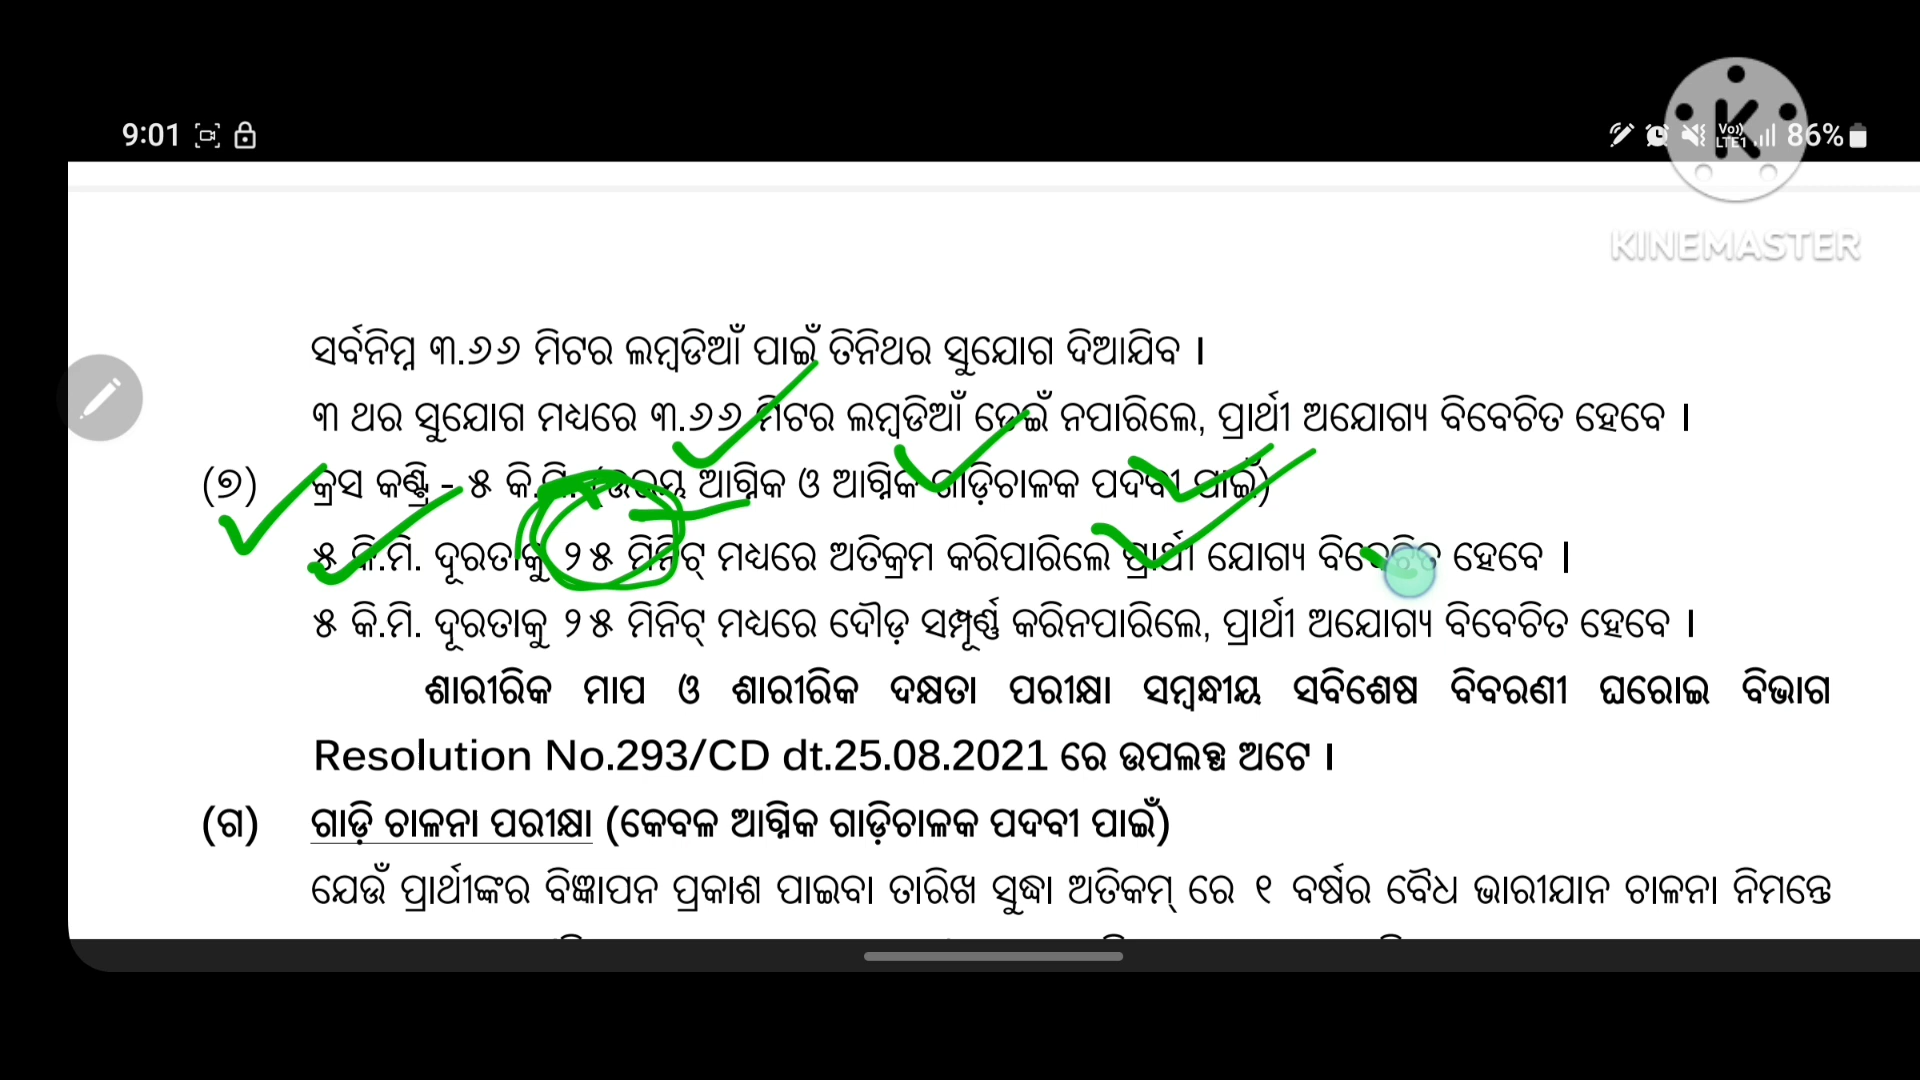 9:01
Vo)) LTE1 86%
KINEMASTER
ସର୍ବନିମ୍ନ ୩.୬୬ ମିଟର ଲମ୍ବଡିଆଁ ପାଇଁ ତିନିଥର ସୁଯୋଗ ଦିଆଯିବ ।
୩ ଥର ସୁଯୋଗ ମଧ୍ୟରେ ୩.୬୬ ମିଟର ଲମ୍ବଡିଆଁ ଡେଇଁ ନପାରିଲେ, ପ୍ରାର୍ଥୀ ଅଯୋଗ୍ୟ ବିବେଚିତ ହେବେ ।
(୭) କ୍ରସ କଣ୍ଟ୍ରି - ୫ କି.ମି. (ଉଭୟ ଆଗ୍ନିକ ଓ ଆଗ୍ନିକ ଗାଡ଼ିଚାଳକ ପଦବୀ ପାଇଁ)
୫ କି.ମି. ଦୂରତାକୁ ୨୫ ମିନିଟ୍ ମଧ୍ୟରେ ଅତିକ୍ରମ କରିପାରିଲେ ପ୍ରାର୍ଥୀ ଯୋଗ୍ୟ ବିବେଚିତ ହେବେ ।
୫ କି.ମି. ଦୂରତାକୁ ୨୫ ମିନିଟ୍ ମଧ୍ୟରେ ଦୌଡ଼ ସମ୍ପୂର୍ଣ୍ଣ କରିନପାରିଲେ, ପ୍ରାର୍ଥୀ ଅଯୋଗ୍ୟ ବିବେଚିତ ହେବେ ।
ଶାରୀରିକ ମାପ ଓ ଶାରୀରିକ ଦକ୍ଷତା ପରୀକ୍ଷା ସମ୍ବନ୍ଧୀୟ ସବିଶେଷ ବିବରଣୀ ଘରୋଇ ବିଭାଗ
Resolution No.293/CD dt.25.08.2021 ରେ ଉପଲବ୍ଧ ଅଟେ ।
(ଗ) ଗାଡ଼ି ଚାଳନା ପରୀକ୍ଷା (କେବଳ ଆଗ୍ନିକ ଗାଡ଼ିଚାଳକ ପଦବୀ ପାଇଁ)
ଯେଉଁ ପ୍ରାର୍ଥୀଙ୍କର ବିଜ୍ଞାପନ ପ୍ରକାଶ ପାଇବା ତାରିଖ ସୁଦ୍ଧା ଅତିକମ୍ ରେ ୧ ବର୍ଷର ବୈଧ ଭାରୀଯାନ ଚାଳନା ନିମନ୍ତେ